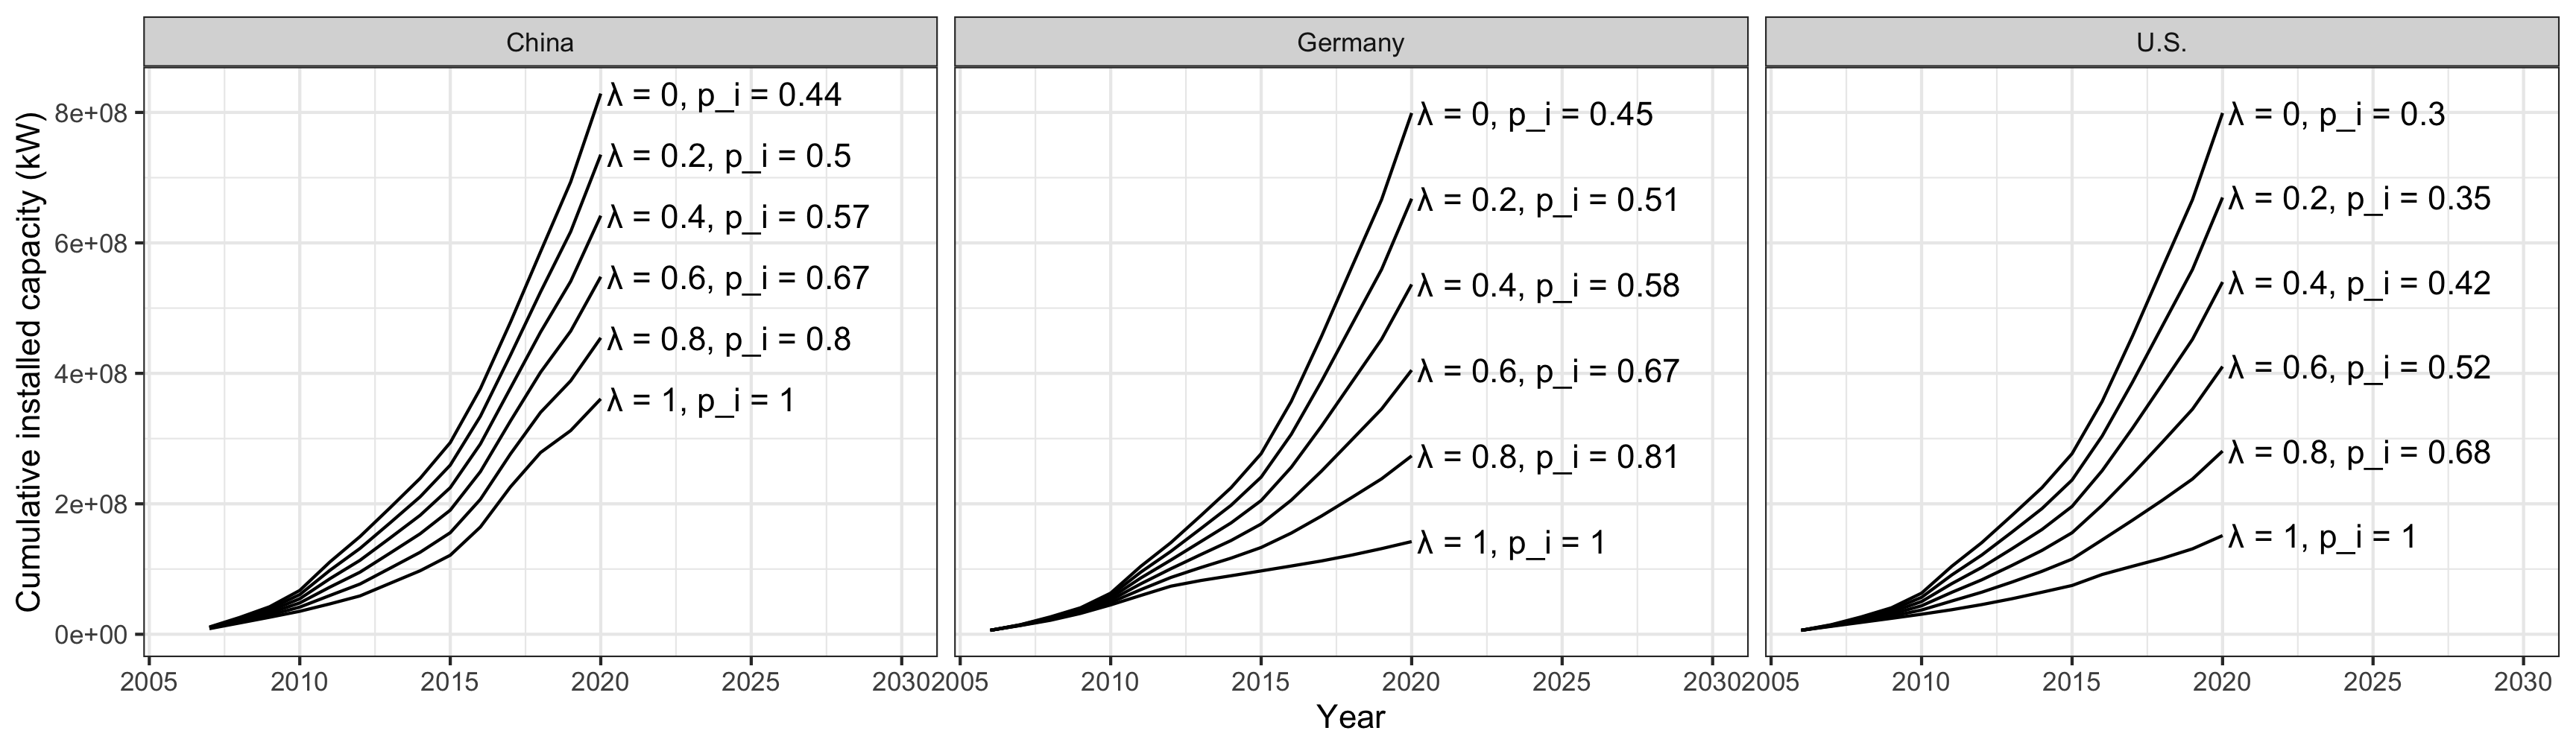 China
Germany
U.S.
Cumulative installed capacity (kW)
8e+08
6e+08
4e+08
2e+08
0e+00
λ = 0, p_i = 0.44
λ = 0.2, p_i = 0.5
λ = 0.4, p_i = 0.57
λ = 0.6, p_i = 0.67
λ = 0.8, p_i = 0.8
λ = 1, p_i = 1
λ = 0, p_i = 0.45
λ = 0.2, p_i = 0.51
λ = 0.4, p_i = 0.58
λ = 0.6, p_i = 0.67
λ = 0.8, p_i = 0.81
λ = 1, p_i = 1
λ = 0, p_i = 0.3
λ = 0.2, p_i = 0.35
λ = 0.4, p_i = 0.42
λ = 0.6, p_i = 0.52
λ = 0.8, p_i = 0.68
λ = 1, p_i = 1
2005 2010 2015 2020 2025 2030
2005 2010 2015 2020 2025 2030
2005 2010 2015 2020 2025 2030
Year